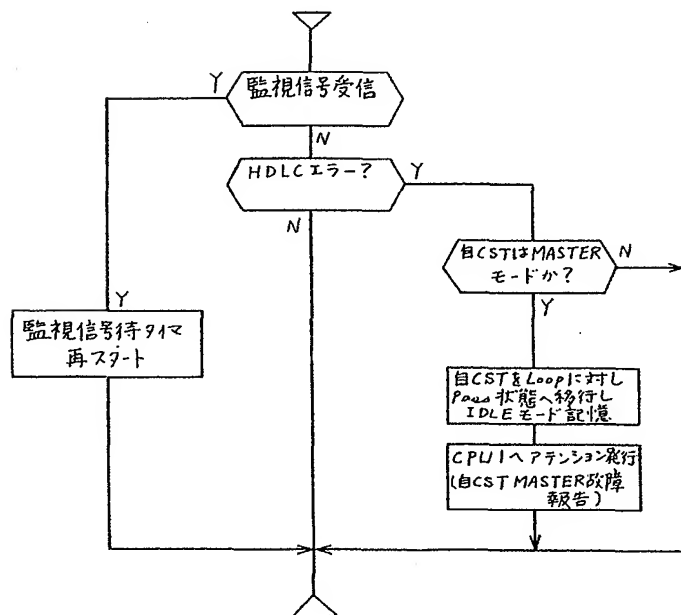 Y
監視信号受信
N
HDLCエラー?
Y
N
自CSTはMASTER
モードか?
N
Y
Y
監視信号待タイマ
再スタート
自CSTをLoopに対し
Pass状態へ移行し
IDLEモード記憶
CPU1へアテンション発行
(自CST MASTER故障
報告)